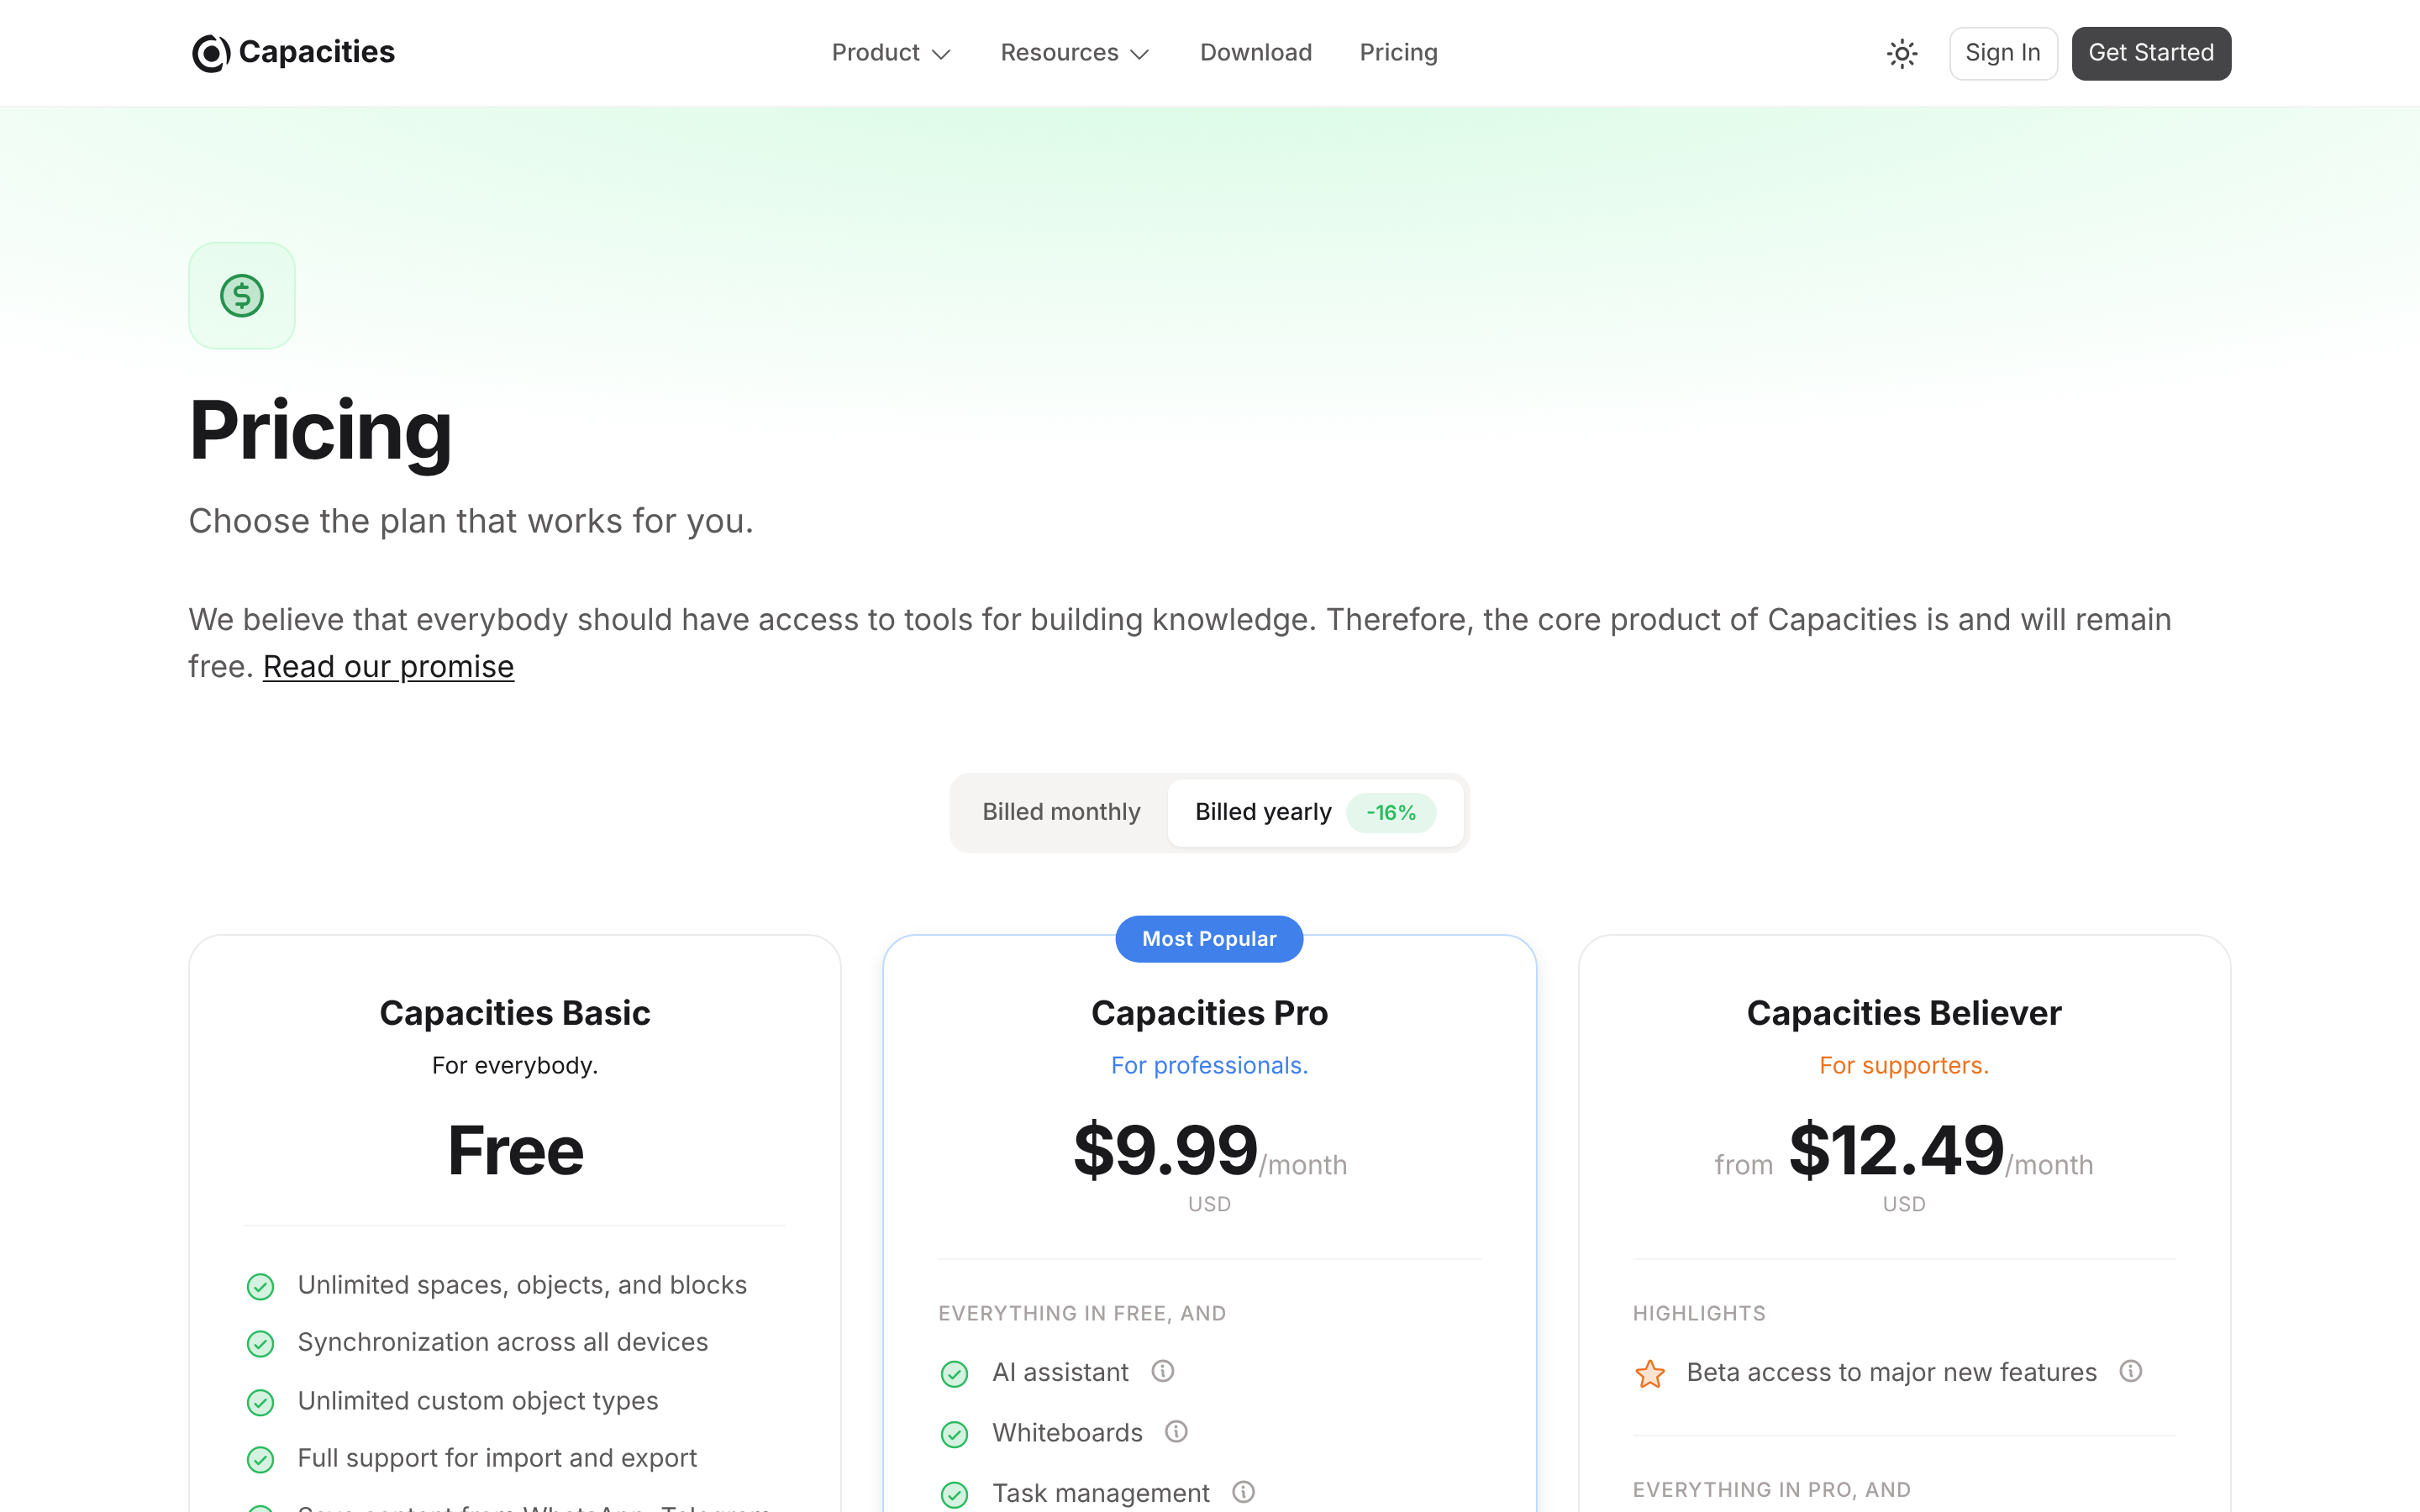 Capacities
Product
Resources
Download
Pricing
Sign In
Get Started
Pricing
Choose the plan that works for you.
We believe that everybody should have access to tools for building knowledge. Therefore, the core product of Capacities is and will remain
free. Read our promise
Billed monthly
Billed yearly -16%
Capacities Basic
For everybody.
Free
Unlimited spaces, objects, and blocks
Synchronization across all devices
Unlimited custom object types
Full support for import and export
Most Popular
Capacities Pro
For professionals.
$9.99/month
USD
EVERYTHING IN FREE, AND
AI assistant
Whiteboards
Task management
Capacities Believer
For supporters.
from $12.49/month
USD
HIGHLIGHTS
Beta access to major new features
EVERYTHING IN PRO, AND